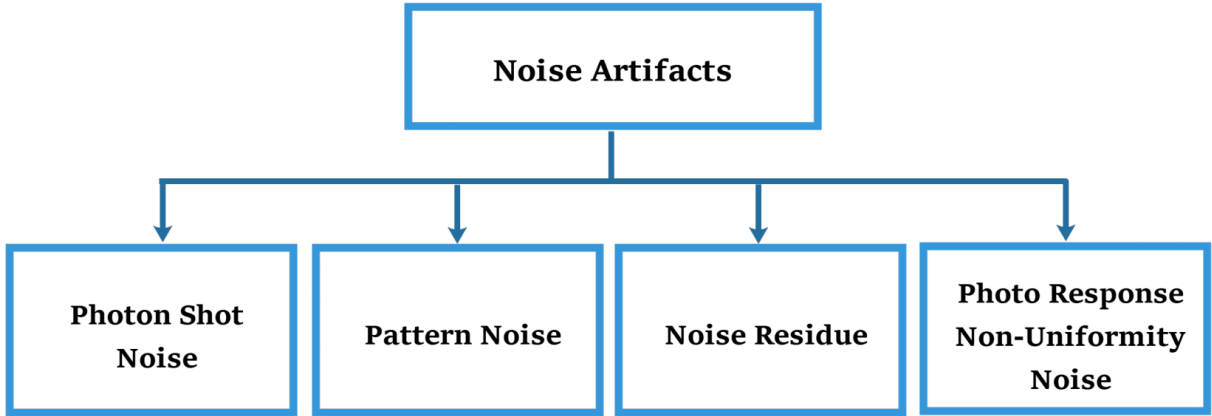 Noise Artifacts
Photon Shot
Noise
Pattern Noise
Noise Residue
Photo Response
Non-Uniformity
Noise